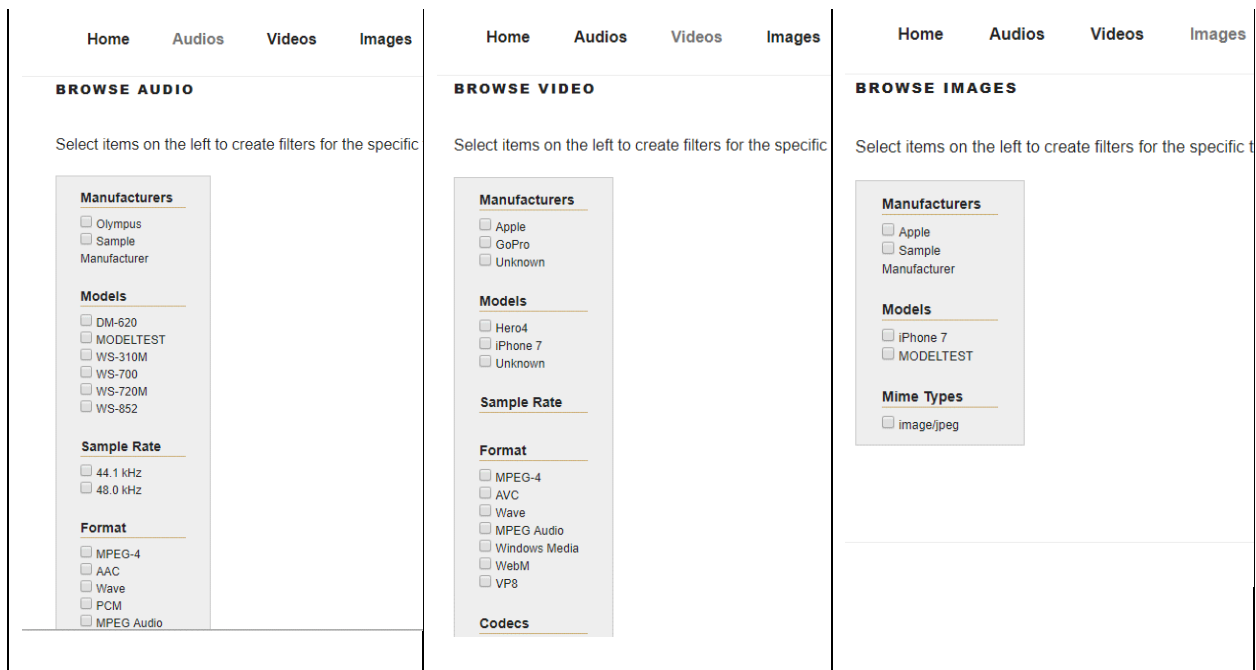 Home Audios Videos Images
BROWSE AUDIO
Select items on the left to create filters for the specific
Manufacturers
Olympus
Sample
Manufacturer
Models
DM-620
MODELTEST
WS-310M
WS-700
WS-720M
WS-852
Sample Rate
44.1 kHz
48.0 kHz
Format
MPEG-4
AAC
Wave
PCM
MPEG Audio
Home Audios Videos Images
BROWSE VIDEO
Select items on the left to create filters for the specific
Manufacturers
Apple
GoPro
Unknown
Models
Hero4
iPhone 7
Unknown
Sample Rate
Format
MPEG-4
AVC
Wave
MPEG Audio
Windows Media
WebM
VP8
Codecs
Home Audios Videos Images
BROWSE IMAGES
Select items on the left to create filters for the specific t
Manufacturers
Apple
Sample
Manufacturer
Models
iPhone 7
MODELTEST
Mime Types
image/jpeg